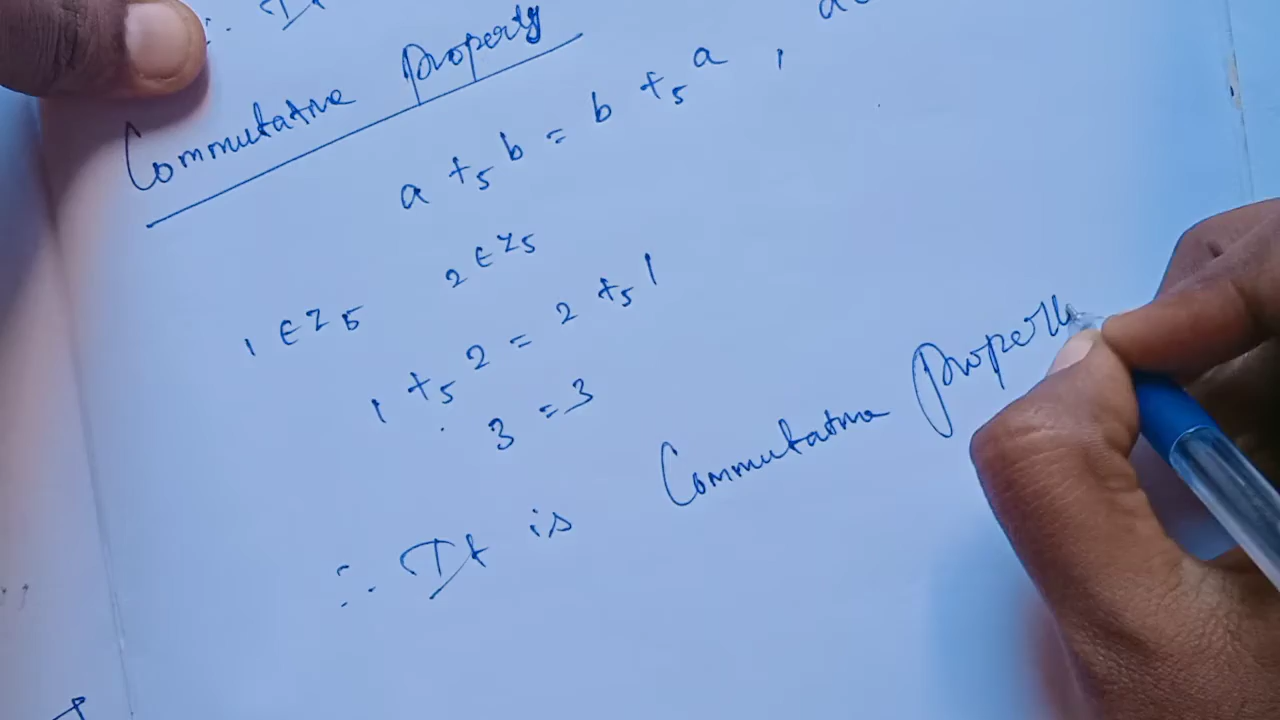 ∴ It
Commutative Property
a +₅ b = b +₅ a ,
1 ∈ Z5 2 ∈ Z5
1 +₅ 2 = 2 +₅ 1
3 = 3
∴ It is Commutative Property